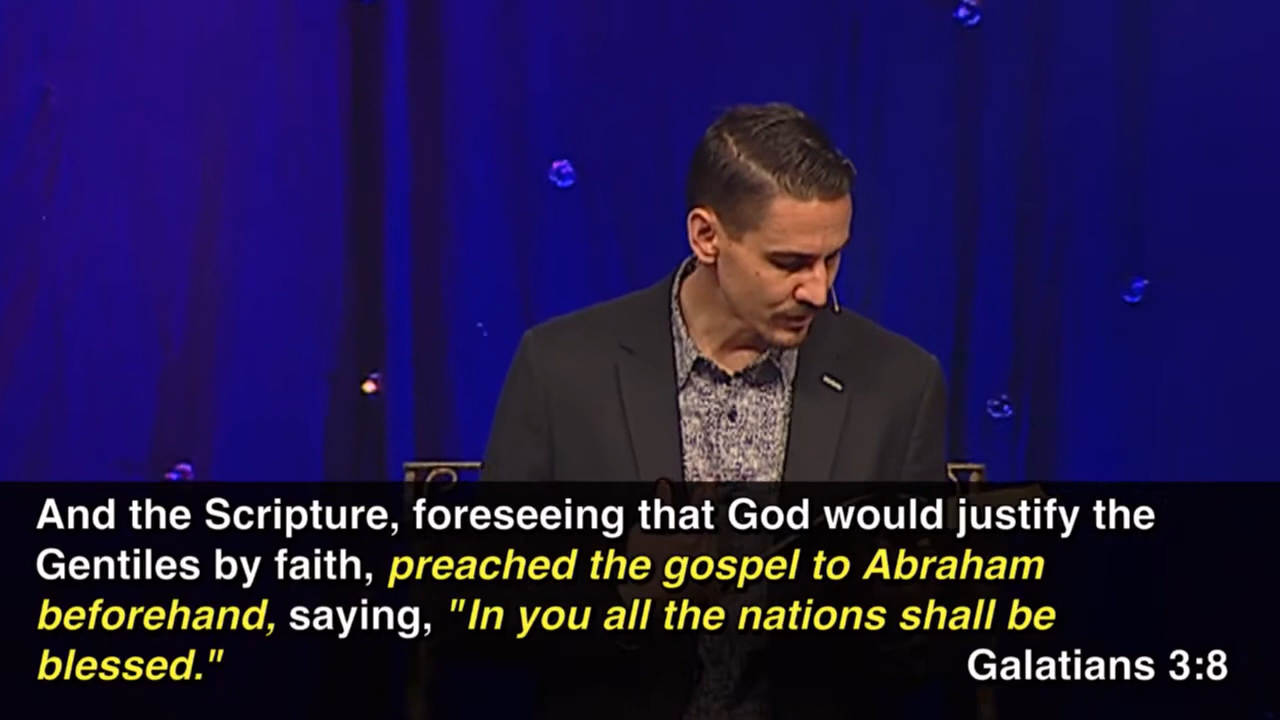 And the Scripture, foreseeing that God would justify the
Gentiles by faith, preached the gospel to Abraham
beforehand, saying, "In you all the nations shall be
blessed." Galatians 3:8